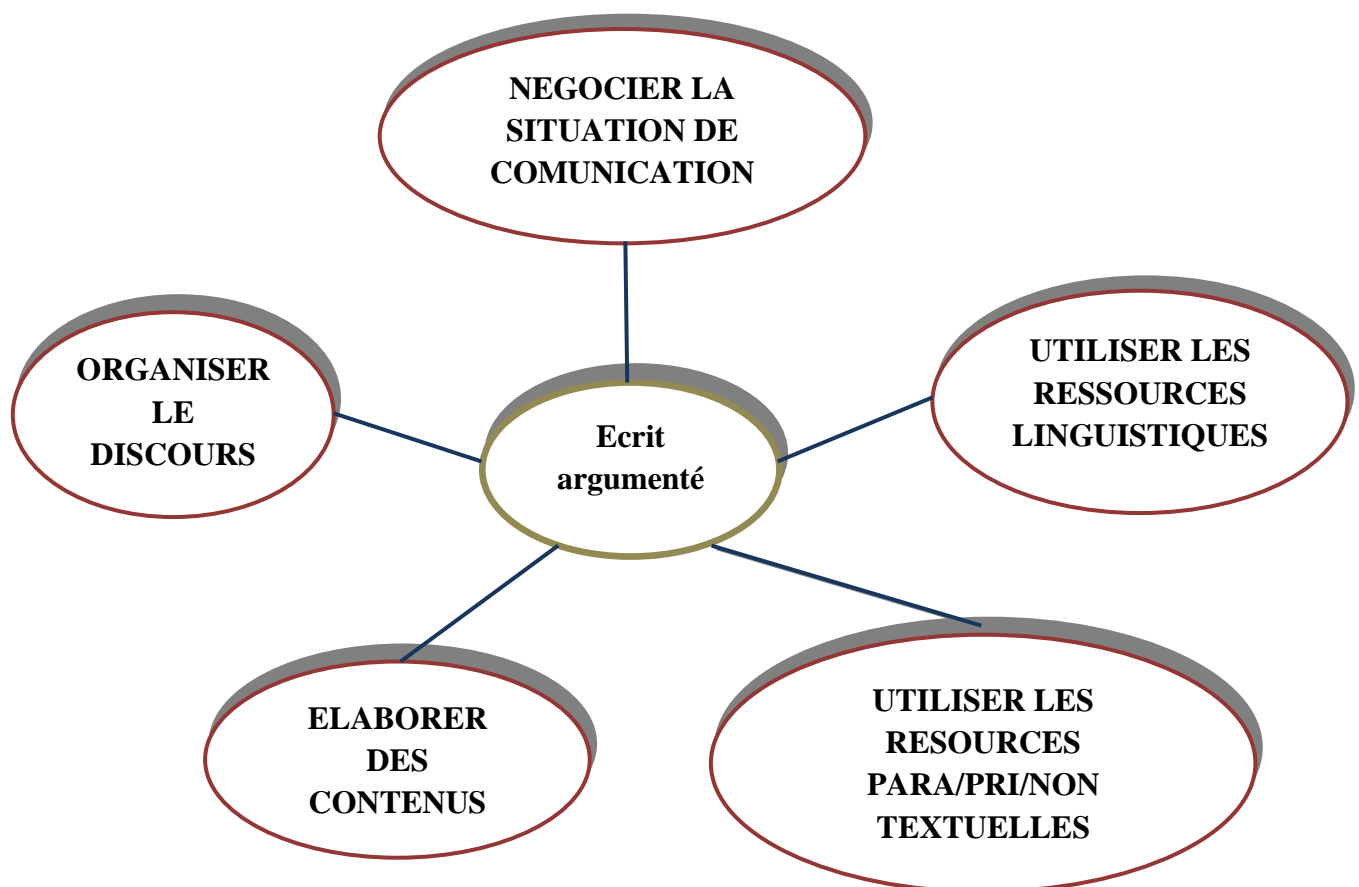 NEGOCIER LA
SITUATION DE
COMUNICATION
ORGANISER
LE
DISCOURS
UTILISER LES
RESSOURCES
LINGUISTIQUES
Ecrit
argumenté
ELABORER
DES
CONTENUS
UTILISER LES
RESOURCES
PARA/PRI/NON
TEXTUELLES